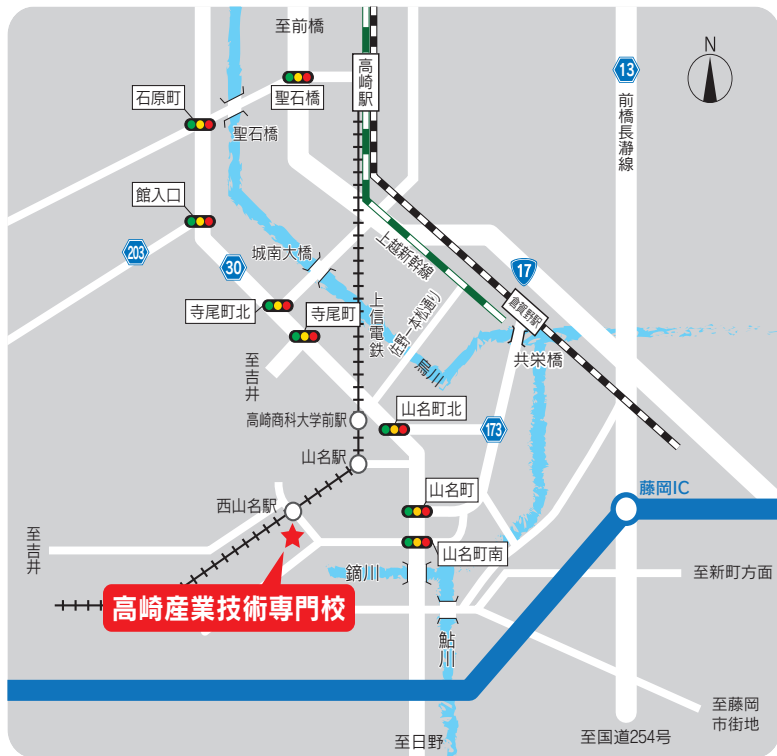 至前橋
高崎駅
N
13
前橋長瀞線
石原町
聖石橋
聖石橋
館入口
203
30
城南大橋
上越新幹線
17
倉賀野駅
寺尾町北
寺尾町
上信電鉄
佐野一本松通り
烏川
共栄橋
至吉井
高崎商科大学前駅
山名町北
173
山名駅
藤岡IC
西山名駅
山名町
至吉井
山名町南
鏑川
至新町方面
高崎産業技術専門校
鮎川
至藤岡
市街地
至日野
至国道254号